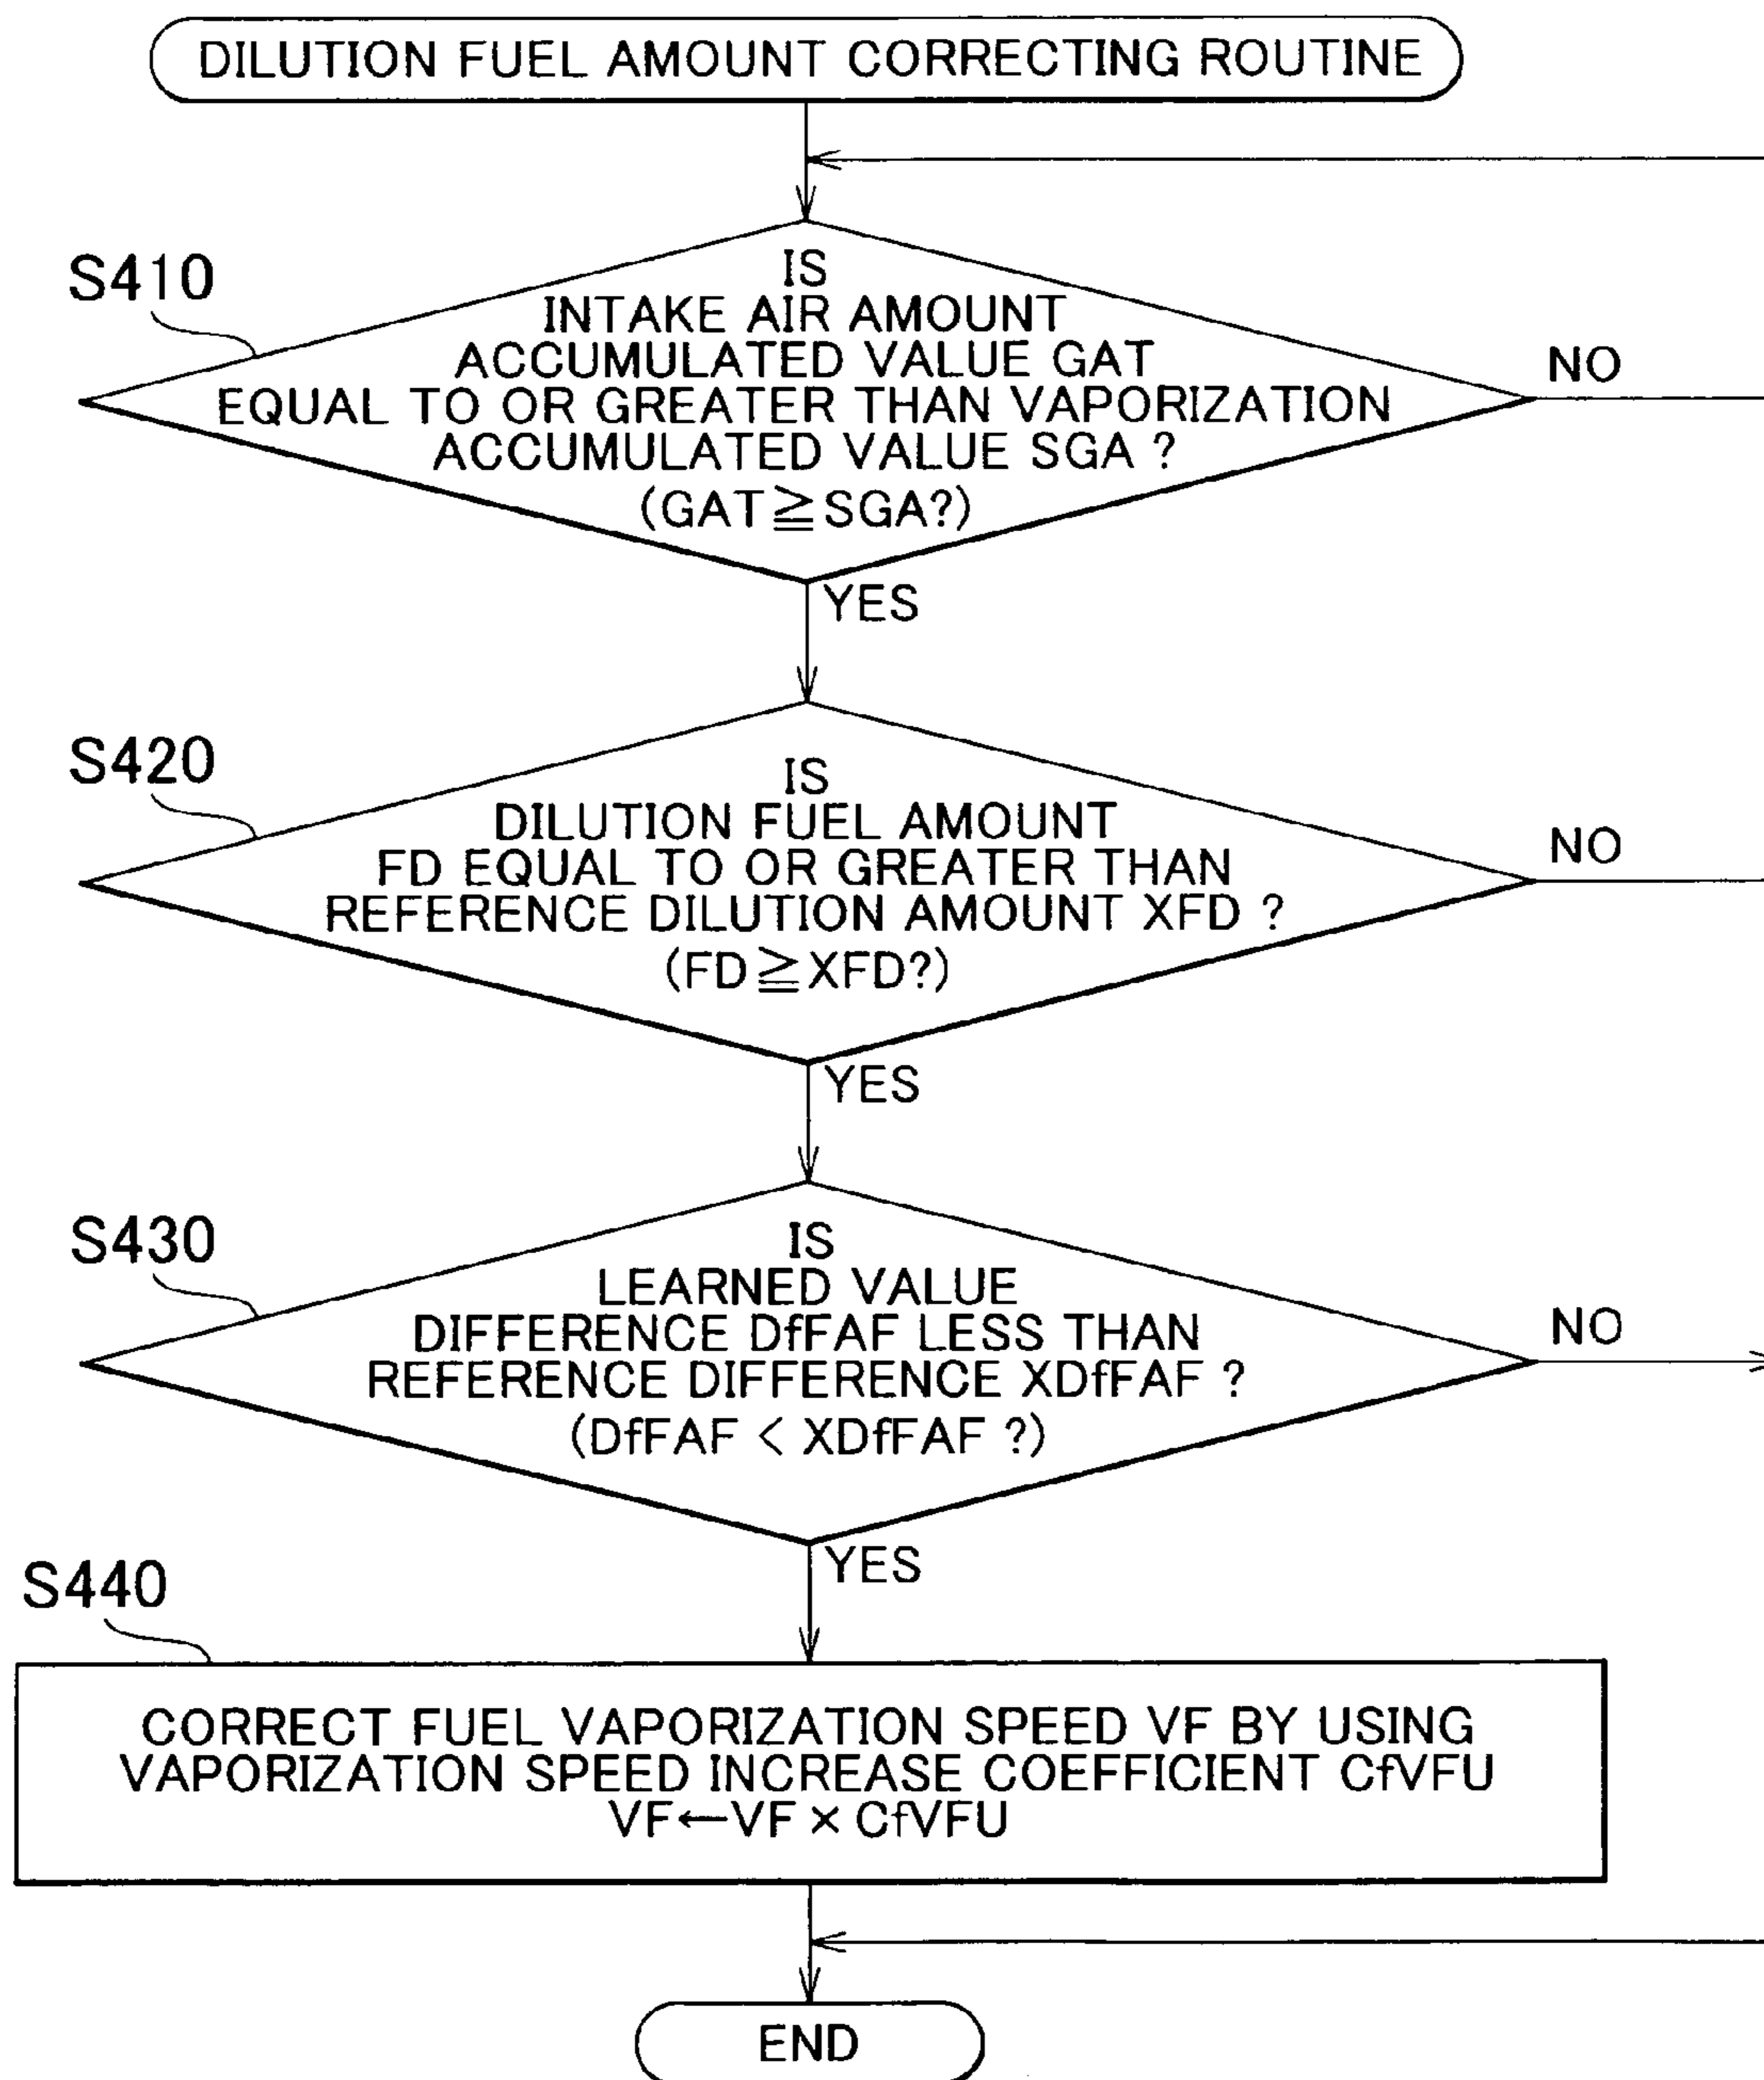 DILUTION FUEL AMOUNT CORRECTING ROUTINE
S410
IS
INTAKE AIR AMOUNT
ACCUMULATED VALUE GAT
EQUAL TO OR GREATER THAN VAPORIZATION
ACCUMULATED VALUE SGA ?
(GAT≧SGA?)
NO
YES
S420
IS
DILUTION FUEL AMOUNT
FD EQUAL TO OR GREATER THAN
REFERENCE DILUTION AMOUNT XFD ?
(FD≧XFD?)
NO
YES
S430
IS
LEARNED VALUE
DIFFERENCE DfFAF LESS THAN
REFERENCE DIFFERENCE XDfFAF ?
(DfFAF < XDfFAF ?)
NO
YES
S440
CORRECT FUEL VAPORIZATION SPEED VF BY USING
VAPORIZATION SPEED INCREASE COEFFICIENT CfVFU
VF←VF × CfVFU
END